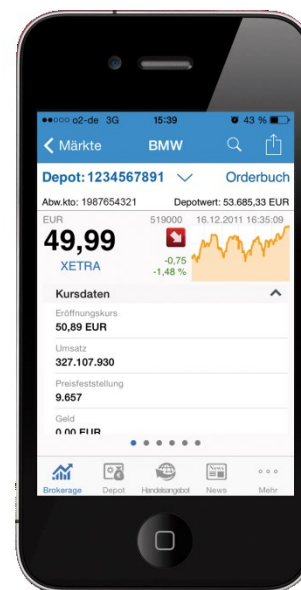 o2-de 3G 15:39 43 %
Märkte BMW
Depot: 1234567891 Orderbuch
Abw.kto: 1987654321 Depotwert: 53.685,33 EUR
EUR 519000 16.12.2011 16:35:09
49,99 -0,75
XETRA -1,48 %
Kursdaten
Eröffnungskurs
50,89 EUR
Umsatz
327.107.930
Preisfeststellung
9.657
Geld
0,00 EUR
News
Brokerage Depot Handelsangebot News Mehr